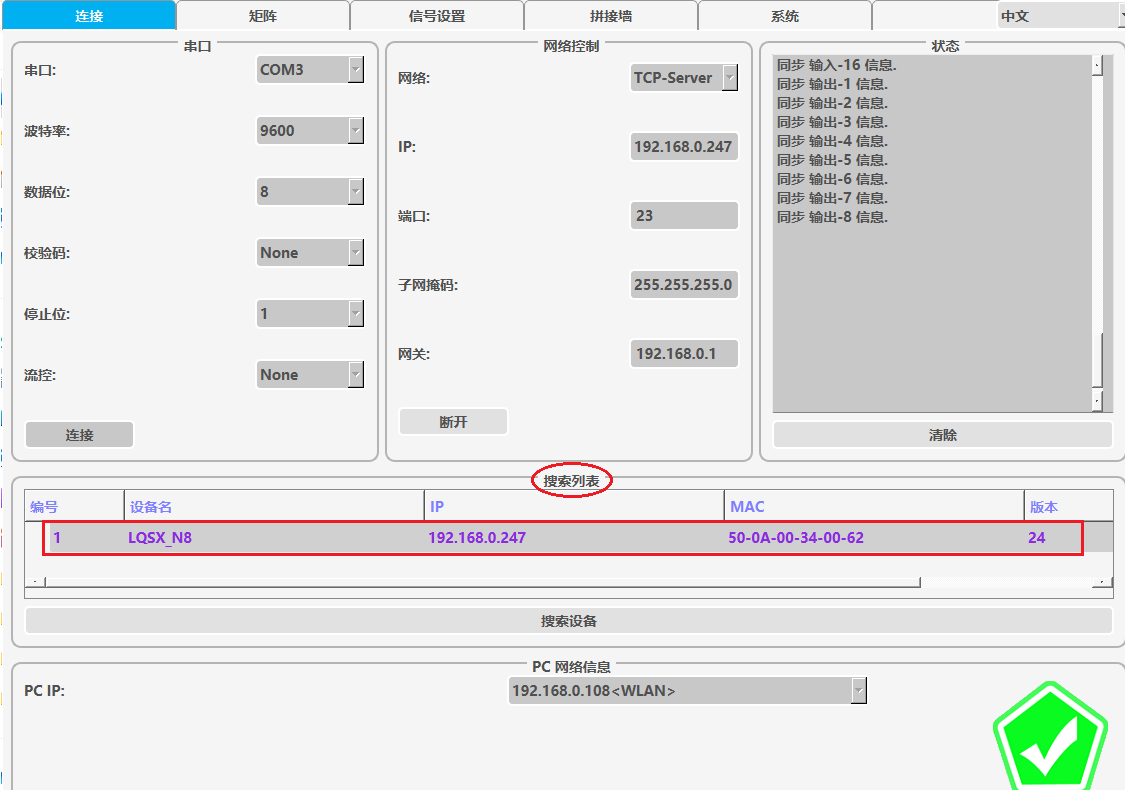 连接 矩阵 信号设置 拼接墙 系统 中文
串口
串口: COM3
波特率: 9600
数据位: 8
校验码: None
停止位: 1
流控: None
连接
网络控制
网络: TCP-Server
IP: 192.168.0.247
端口: 23
子网掩码: 255.255.255.0
网关: 192.168.0.1
断开
状态
同步 输入-16 信息.
同步 输出-1 信息.
同步 输出-2 信息.
同步 输出-3 信息.
同步 输出-4 信息.
同步 输出-5 信息.
同步 输出-6 信息.
同步 输出-7 信息.
同步 输出-8 信息.
清除
搜索列表
编号 设备名 IP MAC 版本
1 LQSX_N8 192.168.0.247 50-0A-00-34-00-62 24
搜索设备
PC 网络信息
PC IP: 192.168.0.108<WLAN>